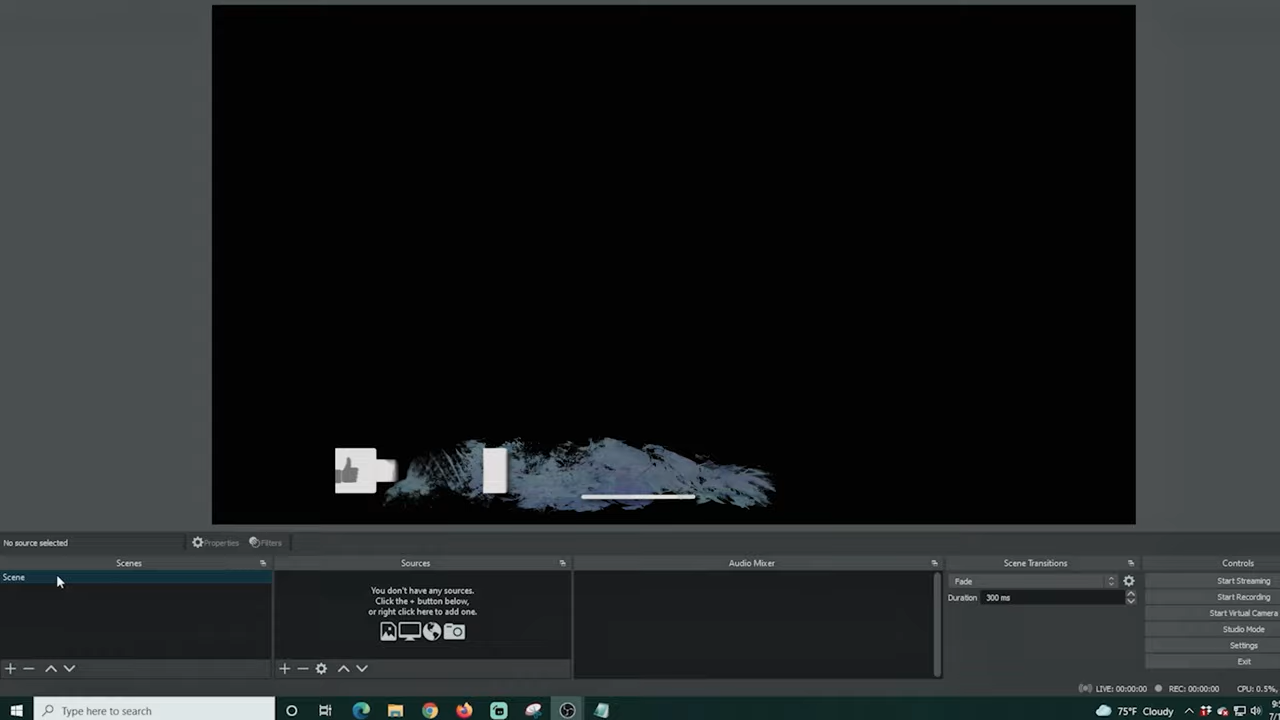 No source selected
Properties
Filters
Scenes
Sources
Audio Mixer
Scene Transitions
Controls
Scene
You don't have any sources.
Click the + button below,
or right click here to add one.
Fade
Duration
300 ms
Start Streaming
Start Recording
Start Virtual Camera
Studio Mode
Settings
Exit
LIVE: 00:00:00
REC: 00:00:00
CPU: 0.5%,
Type here to search
75°F Cloudy